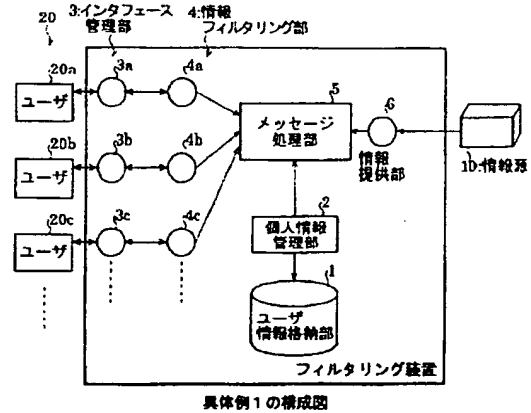 20
3:インタフェース
管理部
4:情報
フィルタリング部
20a
ユーザ
3a
4a
5
メッセージ
処理部
6
情報
提供部
10:情報源
20b
ユーザ
3b
4b
20c
ユーザ
3c
4c
2
個人情報
管理部
1
ユーザ
情報格納部
フィルタリング装置
具体例1の構成図